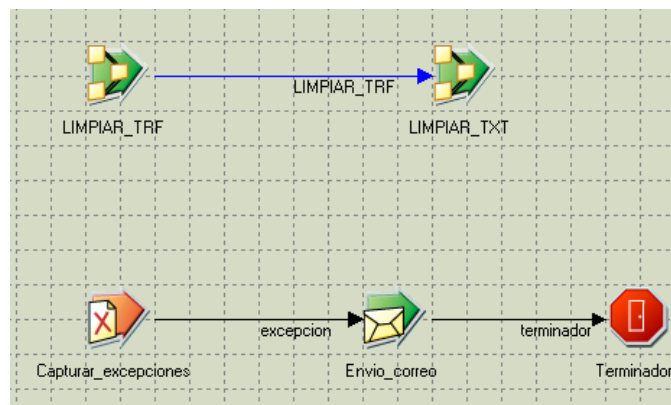 LIMPIAR_TRF
LIMPIAR_TRF
LIMPIAR_TXT
excepcion
terminador
Capturar_excepciones
Envio_correo
Terminador